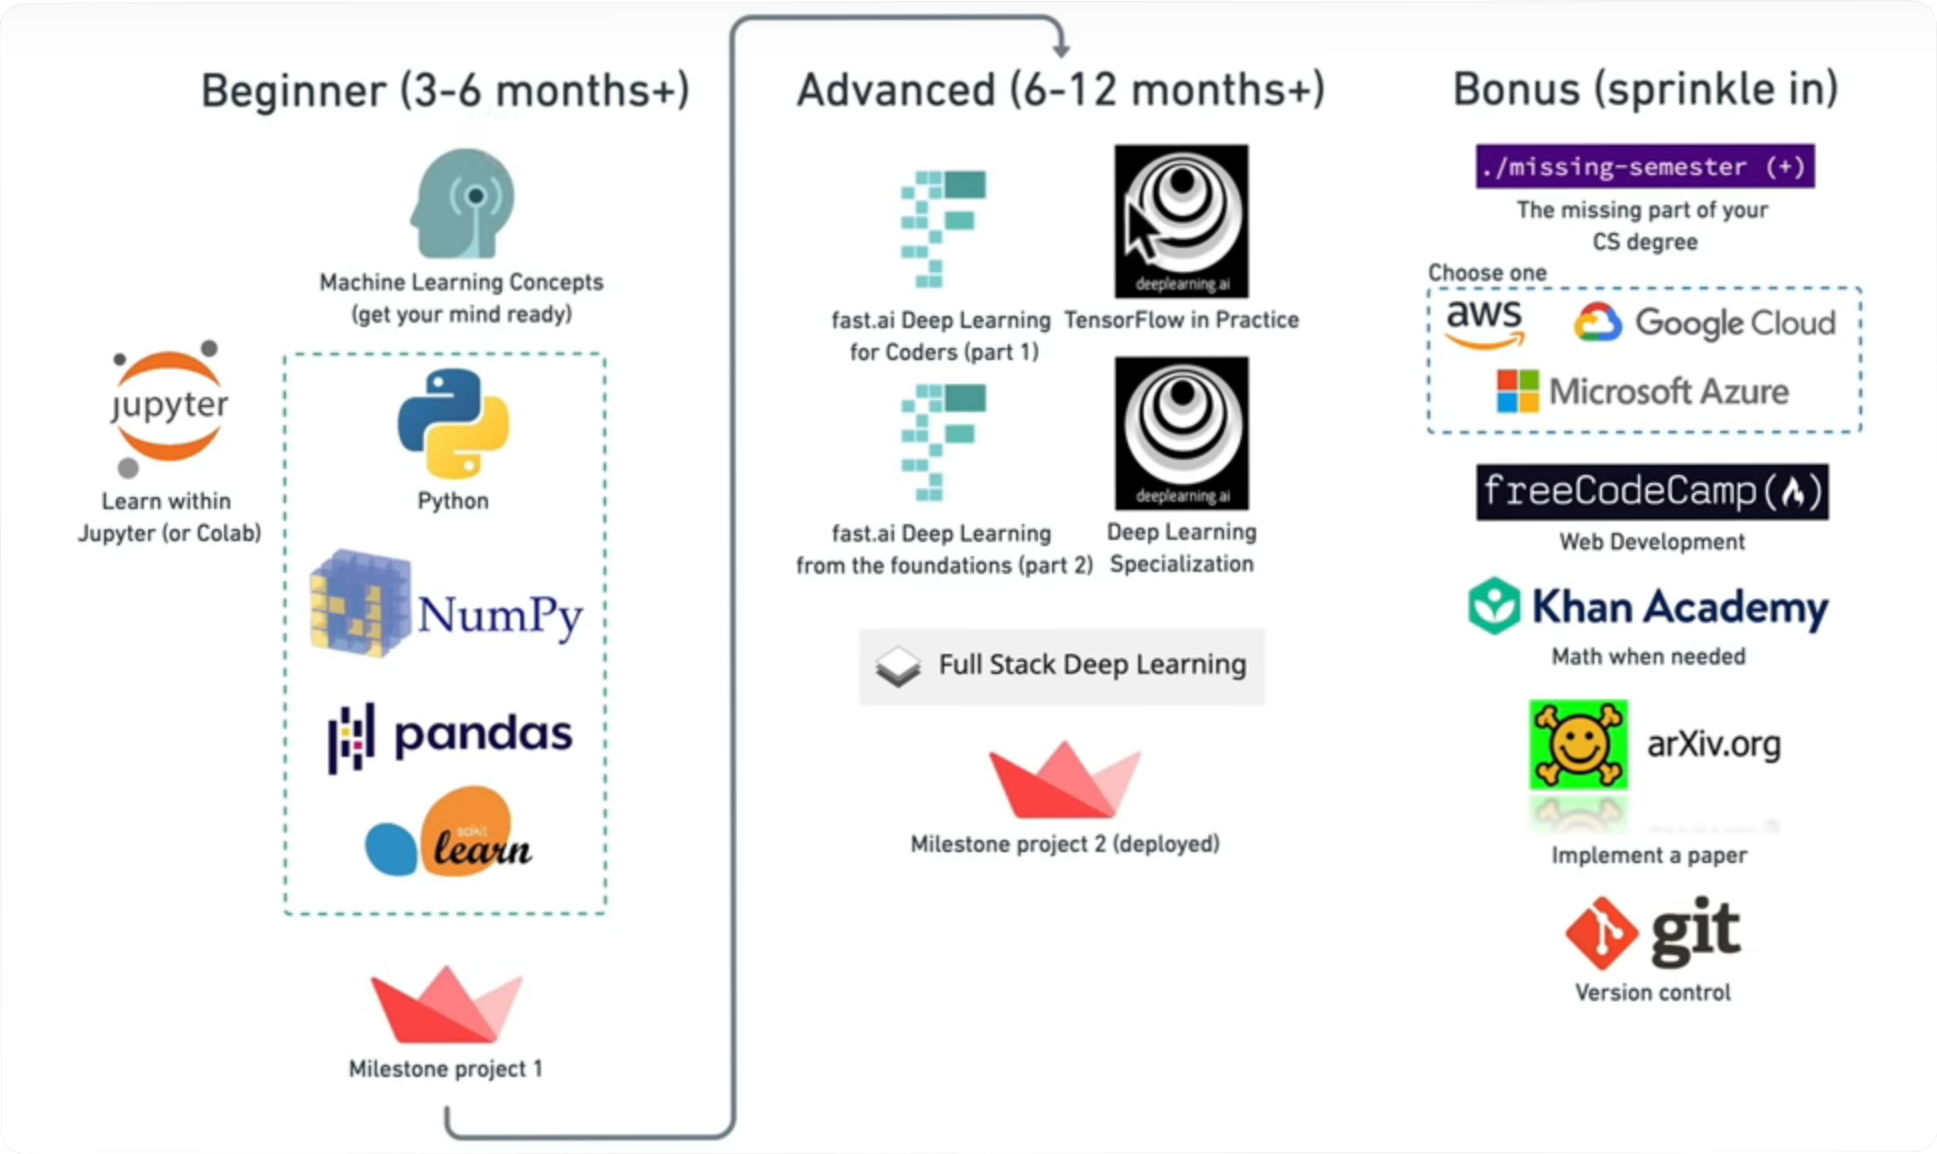 Beginner (3-6 months+)
Machine Learning Concepts
(get your mind ready)
jupyter
Learn within
Jupyter (or Colab)
Python
NumPy
pandas
scikit
learn
Milestone project 1
Advanced (6-12 months+)
deeplearning.ai
fast.ai Deep Learning
for Coders (part 1)
TensorFlow in Practice
deeplearning.ai
fast.ai Deep Learning
from the foundations (part 2)
Deep Learning
Specialization
Full Stack Deep Learning
Milestone project 2 (deployed)
Bonus (sprinkle in)
./missing-semester (+)
The missing part of your
CS degree
Choose one
aws
Google Cloud
Microsoft Azure
freeCodeCamp(🔥)
Web Development
Khan Academy
Math when needed
arXiv.org
Implement a paper
git
Version control